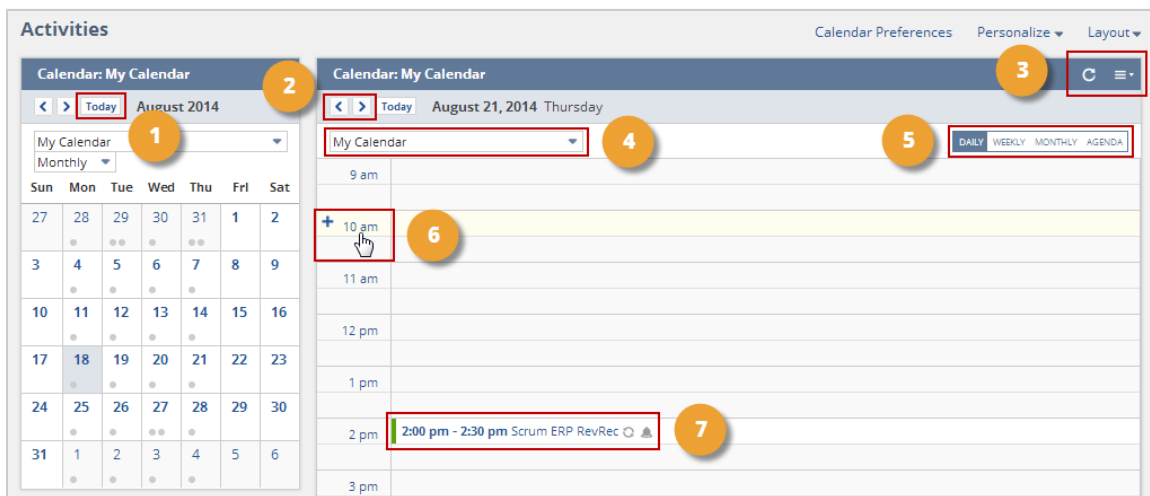 Activities
Calendar Preferences Personalize Layout
Calendar: My Calendar
Today August 2014
1
My Calendar
Monthly
Sun Mon Tue Wed Thu Fri Sat
27 28 29 30 31 1 2
3 4 5 6 7 8 9
10 11 12 13 14 15 16
17 18 19 20 21 22 23
24 25 26 27 28 29 30
31 1 2 3 4 5 6
2
Calendar: My Calendar
3
Today August 21, 2014 Thursday
My Calendar
4
5
DAILY WEEKLY MONTHLY AGENDA
9 am
10 am
6
11 am
12 pm
1 pm
2 pm 2:00 pm - 2:30 pm Scrum ERP RevRec
7
3 pm